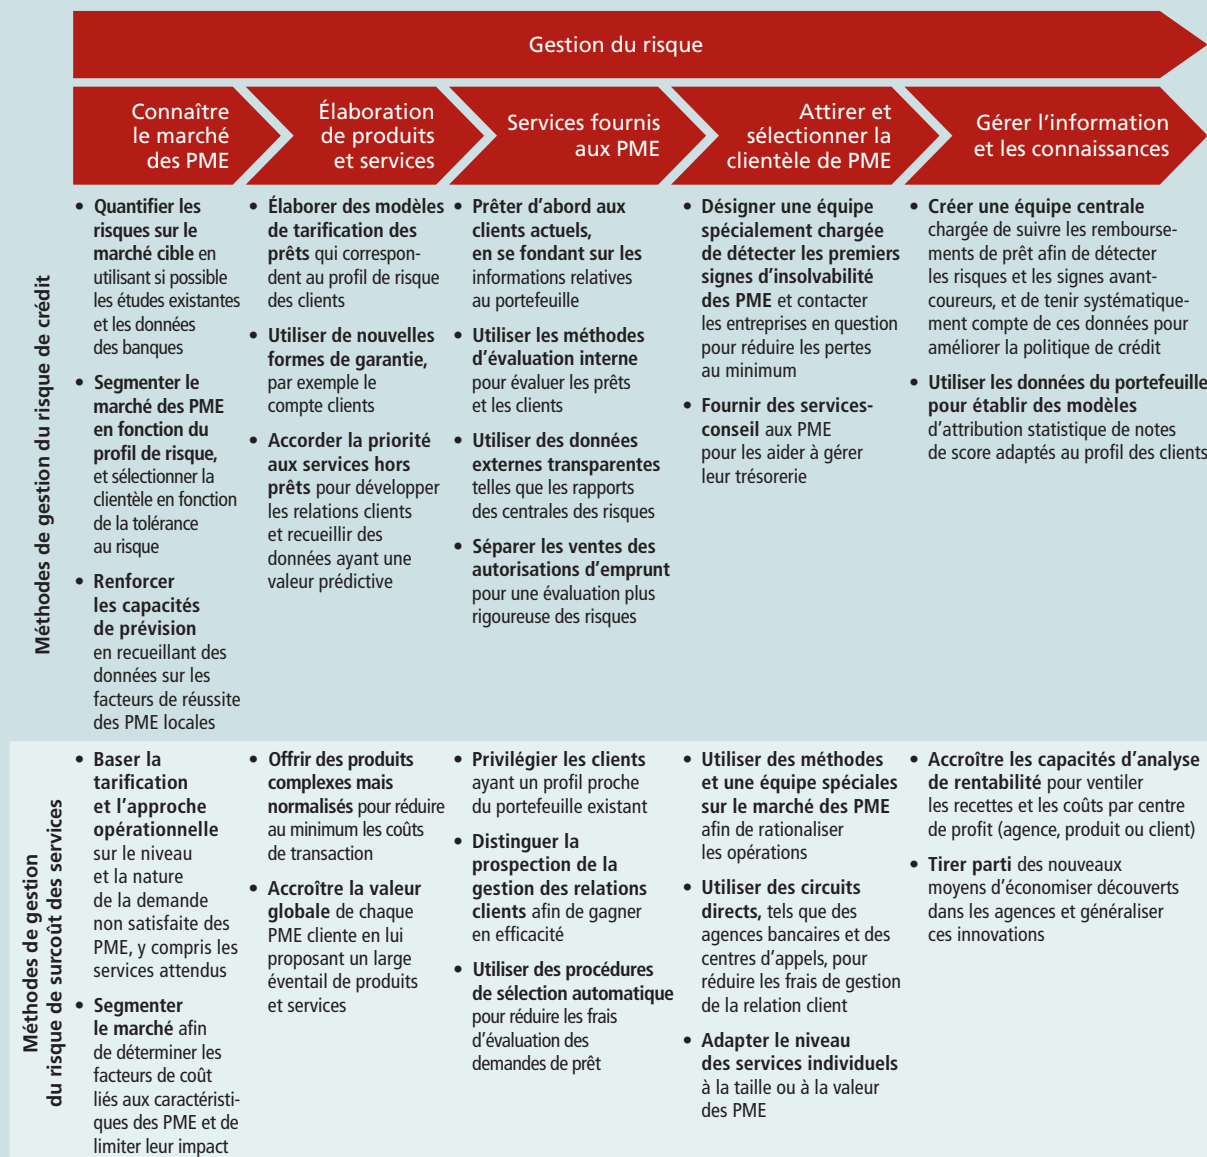 Gestion du risque
Connaître
le marché
des PME
Élaboration
de produits
et services
Services fournis
aux PME
Attirer et
sélectionner la
clientèle de PME
Gérer l'information
et les connaissances
Méthodes de gestion du risque de crédit
• Quantifier les
risques sur le
marché cible en
utilisant si possible
les études existantes
et les données
des banques
• Segmenter le
marché des PME
en fonction du
profil de risque,
et sélectionner la
clientèle en fonction
de la tolérance
au risque
• Renforcer
les capacités
de prévision
en recueillant des
données sur les
facteurs de réussite
des PME locales
• Élaborer des modèles
de tarification des
prêts qui correspon-
dent au profil de risque
des clients
• Utiliser de nouvelles
formes de garantie,
par exemple le
compte clients
• Accorder la priorité
aux services hors
prêts pour développer
les relations clients
et recueillir des
données ayant une
valeur prédictive
• Prêter d'abord aux
clients actuels,
en se fondant sur les
informations relatives
au portefeuille
• Utiliser les méthodes
d'évaluation interne
pour évaluer les prêts
et les clients
• Utiliser des données
externes transparentes
telles que les rapports
des centrales des risques
• Séparer les ventes des
autorisations d'emprunt
pour une évaluation plus
rigoureuse des risques
• Désigner une équipe
spécialement chargée
de détecter les premiers
signes d'insolvabilité
des PME et contacter
les entreprises en question
pour réduire les pertes
au minimum
• Fournir des services-
conseil aux PME
pour les aider à gérer
leur trésorerie
• Créer une équipe centrale
chargée de suivre les rembourse-
ments de prêt afin de détecter
les risques et les signes avant-
coureurs, et de tenir systématique-
ment compte de ces données pour
améliorer la politique de crédit
• Utiliser les données du portefeuille
pour établir des modèles
d'attribution statistique de notes
de score adaptés au profil des clients
Méthodes de gestion
du risque de surcoût des services
• Baser la
tarification
et l'approche
opérationnelle
sur le niveau
et la nature
de la demande
non satisfaite des
PME, y compris les
services attendus
• Segmenter
le marché afin
de déterminer les
facteurs de coût
liés aux caractéristi-
ques des PME et de
limiter leur impact
• Offrir des produits
complexes mais
normalisés pour réduire
au minimum les coûts
de transaction
• Accroître la valeur
globale de chaque
PME cliente en lui
proposant un large
éventail de produits
et services
• Privilégier les clients
ayant un profil proche
du portefeuille existant
• Distinguer la
prospection de la
gestion des relations
clients afin de gagner
en efficacité
• Utiliser des procédures
de sélection automatique
pour réduire les frais
d'évaluation des
demandes de prêt
• Utiliser des méthodes
et une équipe spéciales
sur le marché des PME
afin de rationaliser
les opérations
• Utiliser des circuits
directs, tels que des
agences bancaires et des
centres d'appels, pour
réduire les frais de gestion
de la relation client
• Adapter le niveau
des services individuels
à la taille ou à la valeur
des PME
• Accroître les capacités d'analyse
de rentabilité pour ventiler
les recettes et les coûts par centre
de profit (agence, produit ou client)
• Tirer parti des nouveaux
moyens d'économiser découverts
dans les agences et généraliser
ces innovations